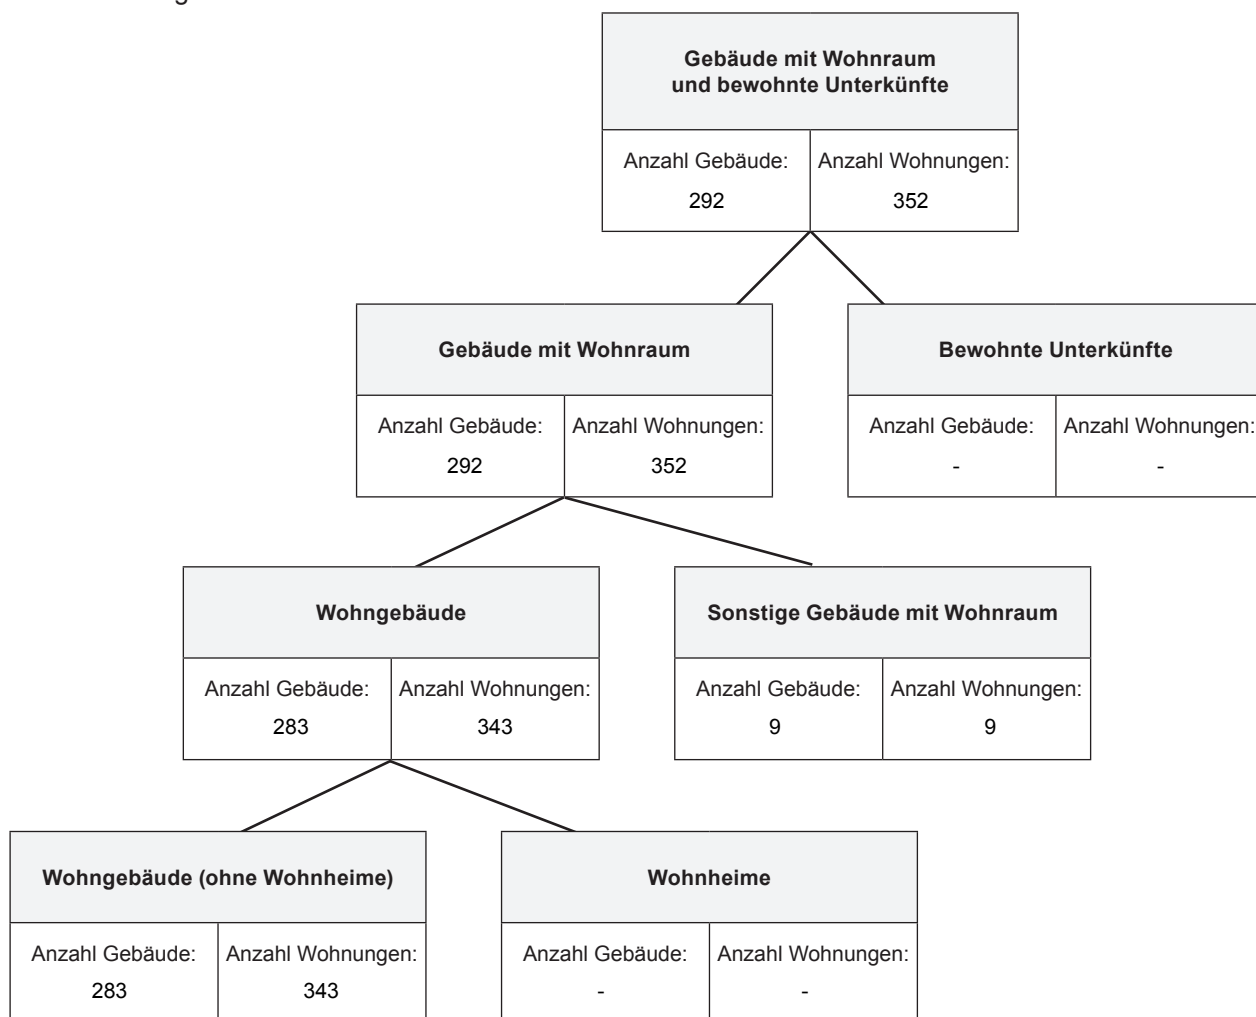 Gebäude mit Wohnraum
und bewohnte Unterkünfte
Anzahl Gebäude: Anzahl Wohnungen:
292 352
Gebäude mit Wohnraum
Bewohnte Unterkünfte
Anzahl Gebäude: Anzahl Wohnungen:
292 352
Anzahl Gebäude: Anzahl Wohnungen:
- -
Wohngebäude
Sonstige Gebäude mit Wohnraum
Anzahl Gebäude: Anzahl Wohnungen:
283 343
Anzahl Gebäude: Anzahl Wohnungen:
9 9
Wohngebäude (ohne Wohnheime)
Wohnheime
Anzahl Gebäude: Anzahl Wohnungen:
283 343
Anzahl Gebäude: Anzahl Wohnungen:
- -